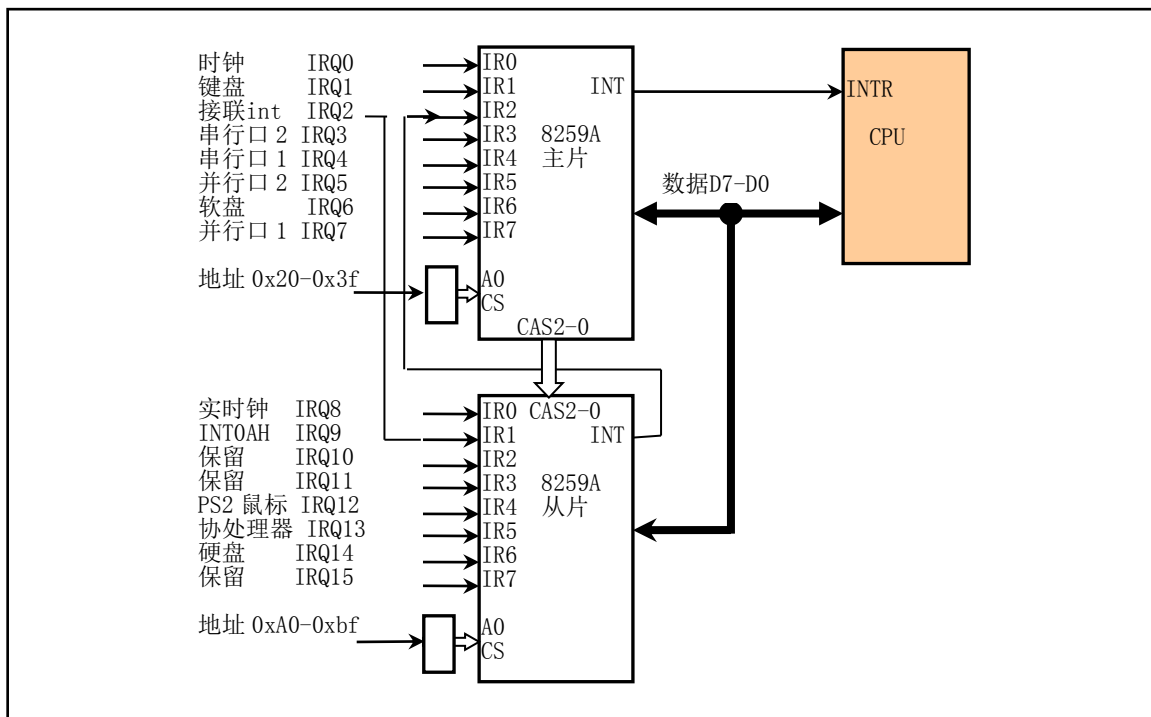 时钟 IRQ0
键盘 IRQ1
接联int IRQ2
串行口 2 IRQ3
串行口 1 IRQ4
并行口 2 IRQ5
软盘 IRQ6
并行口 1 IRQ7
地址 0x20-0x3f
IR0
IR1
IR2
IR3
IR4
IR5
IR6
IR7
A0
CS
INT
8259A
主片
CAS2-0
INTR
CPU
数据D7-D0
实时钟 IRQ8
INT0AH IRQ9
保留 IRQ10
保留 IRQ11
PS2 鼠标 IRQ12
协处理器 IRQ13
硬盘 IRQ14
保留 IRQ15
地址 0xA0-0xbf
IR0 CAS2-0
IR1
IR2
IR3
IR4
IR5
IR6
IR7
A0
CS
INT
8259A
从片